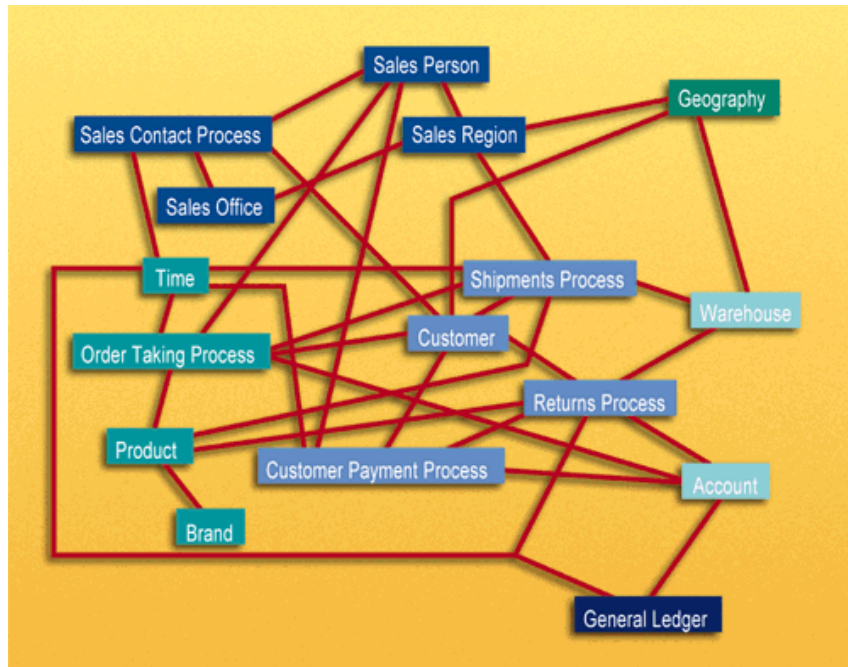 Sales Person
Geography
Sales Contact Process
Sales Region
Sales Office
Time
Shipments Process
Warehouse
Customer
Order Taking Process
Returns Process
Product
Customer Payment Process
Account
Brand
General Ledger